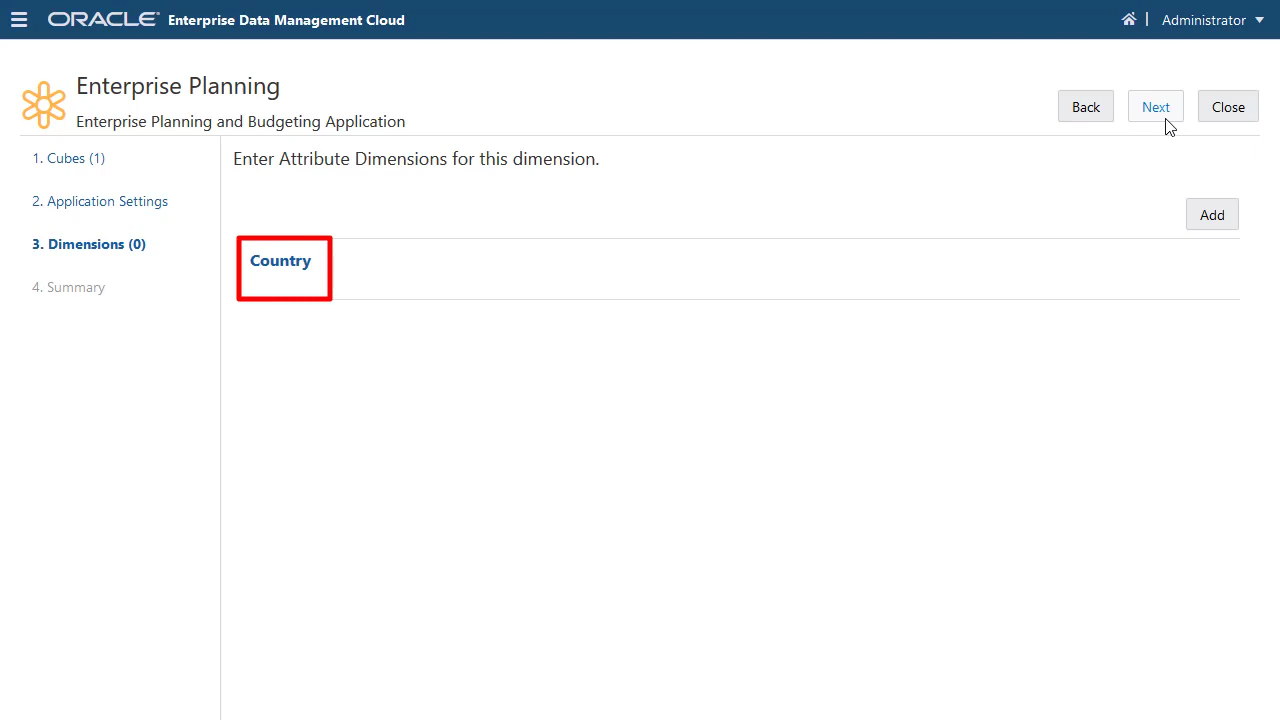 ORACLE Enterprise Data Management Cloud
Administrator
Enterprise Planning
Enterprise Planning and Budgeting Application
Back
Next
Close
1. Cubes (1)
2. Application Settings
3. Dimensions (0)
4. Summary
Enter Attribute Dimensions for this dimension.
Add
Country